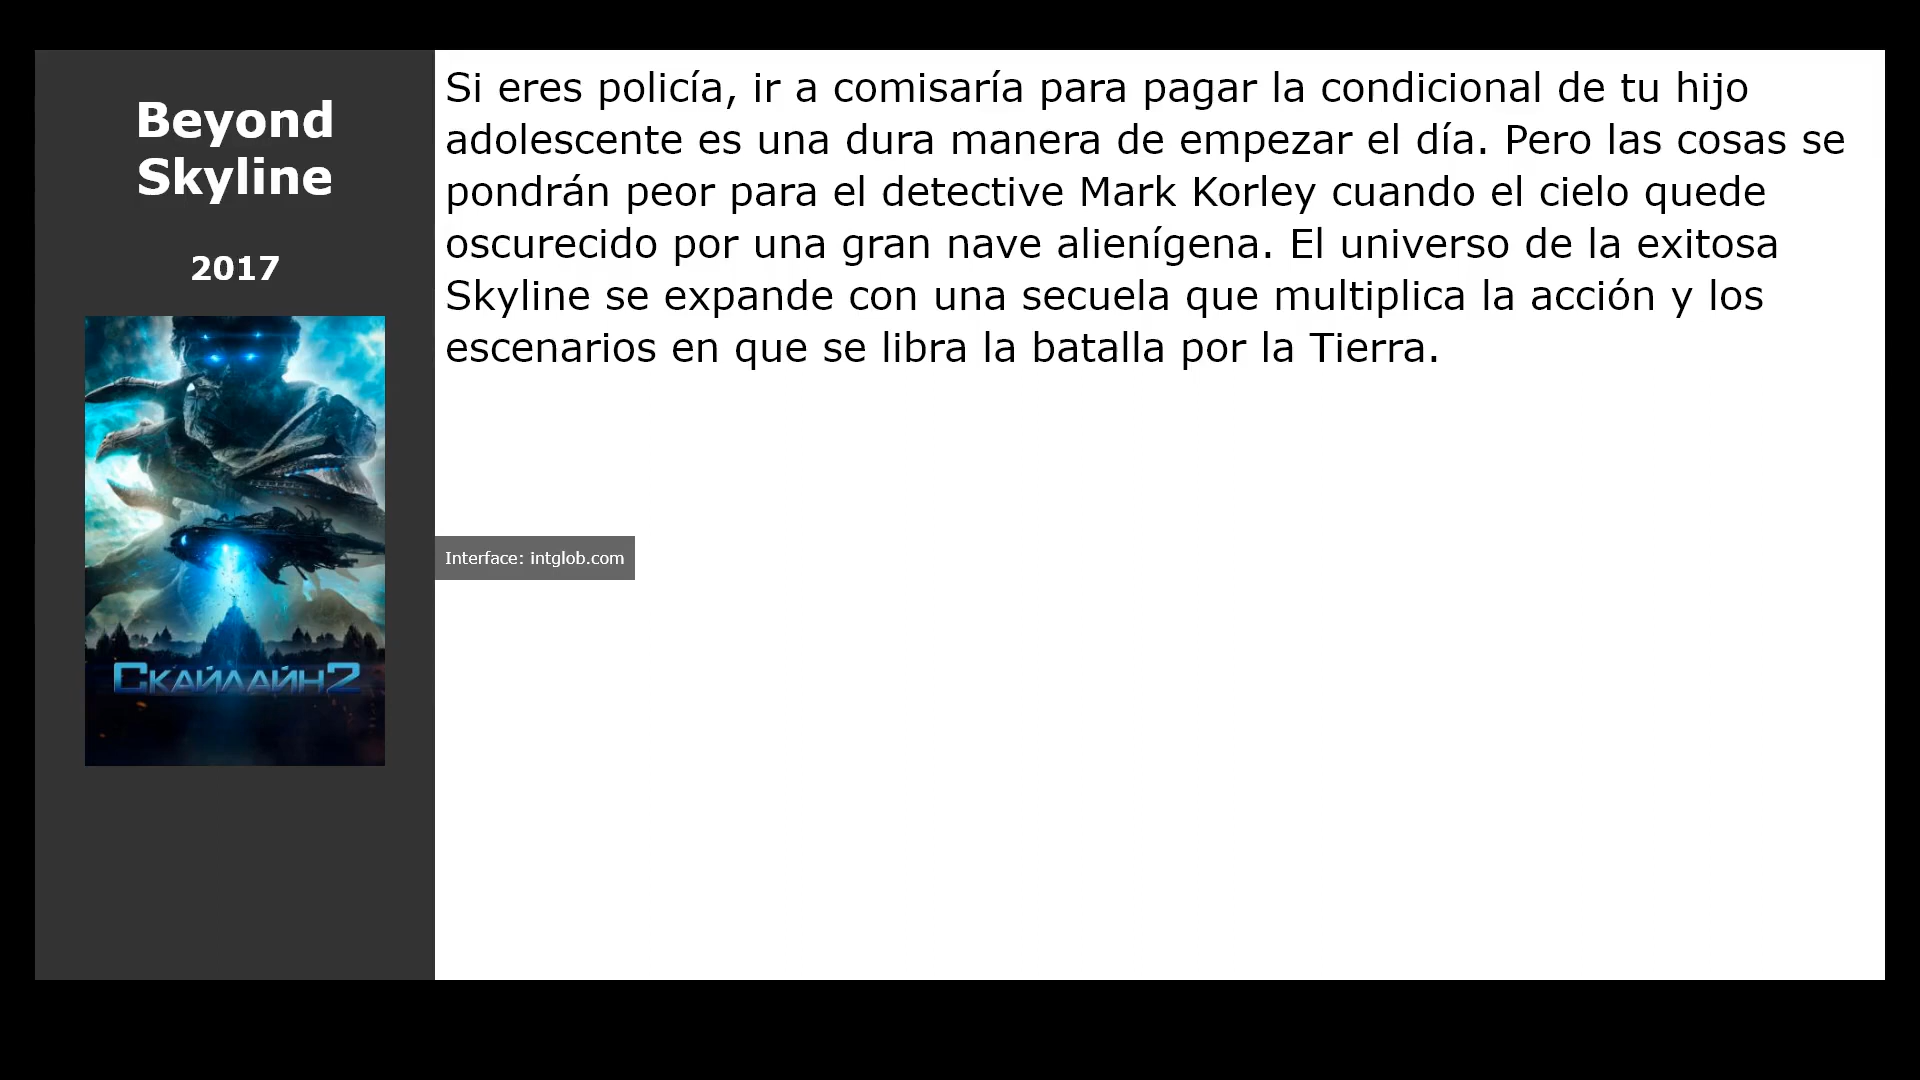 Beyond
Skyline
2017
Скайлайн2
Si eres policía, ir a comisaría para pagar la condicional de tu hijo
adolescente es una dura manera de empezar el día. Pero las cosas se
pondrán peor para el detective Mark Korley cuando el cielo quede
oscurecido por una gran nave alienígena. El universo de la exitosa
Skyline se expande con una secuela que multiplica la acción y los
escenarios en que se libra la batalla por la Tierra.
Interface: intglob.com